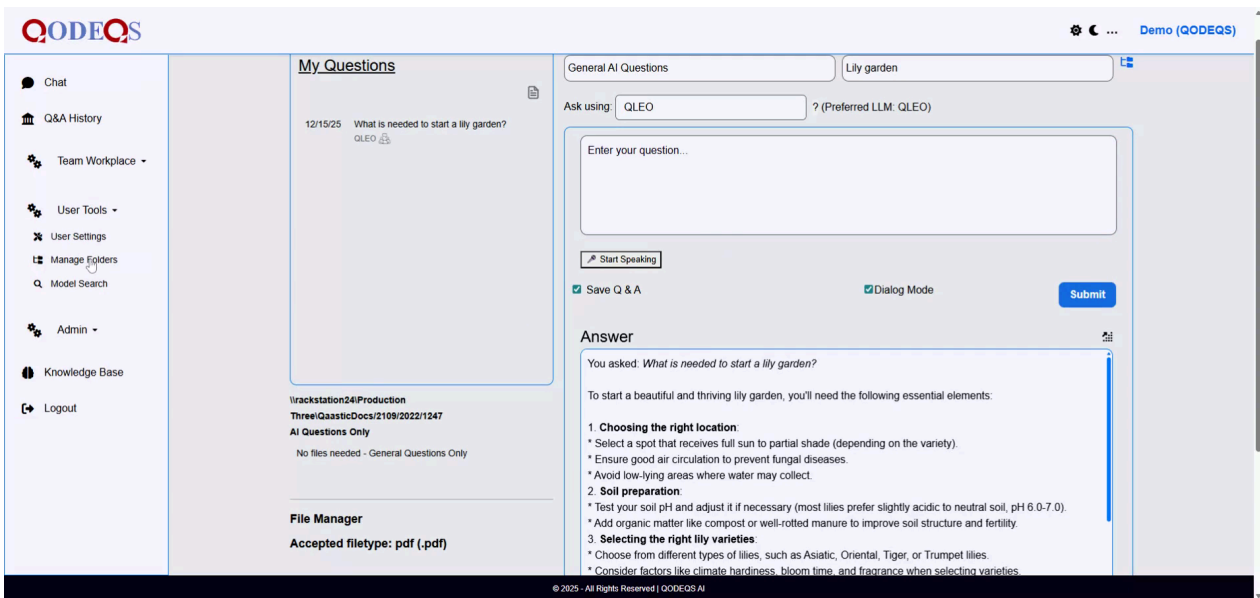 QODEQS
... Demo (QODEQS)
Chat
Q&A History
Team Workplace
User Tools
User Settings
Manage Folders
Model Search
Admin
Knowledge Base
Logout
My Questions
12/15/25 What is needed to start a lily garden?
QLEO
\\rackstation24\Production
Three\QaasticDocs/2109/2022/1247
AI Questions Only
No files needed - General Questions Only
File Manager
Accepted filetype: pdf (.pdf)
General AI Questions Lily garden
Ask using: QLEO ? (Preferred LLM: QLEO)
Enter your question...
Start Speaking
Save Q & A Dialog Mode Submit
Answer
You asked: What is needed to start a lily garden?
To start a beautiful and thriving lily garden, you'll need the following essential elements:
1. Choosing the right location:
* Select a spot that receives full sun to partial shade (depending on the variety).
* Ensure good air circulation to prevent fungal diseases.
* Avoid low-lying areas where water may collect.
2. Soil preparation:
* Test your soil pH and adjust it if necessary (most lilies prefer slightly acidic to neutral soil, pH 6.0-7.0).
* Add organic matter like compost or well-rotted manure to improve soil structure and fertility.
3. Selecting the right lily varieties:
* Choose from different types of lilies, such as Asiatic, Oriental, Tiger, or Trumpet lilies.
* Consider factors like climate hardiness, bloom time, and fragrance when selecting varieties.
© 2025 - All Rights Reserved | QODEQS AI